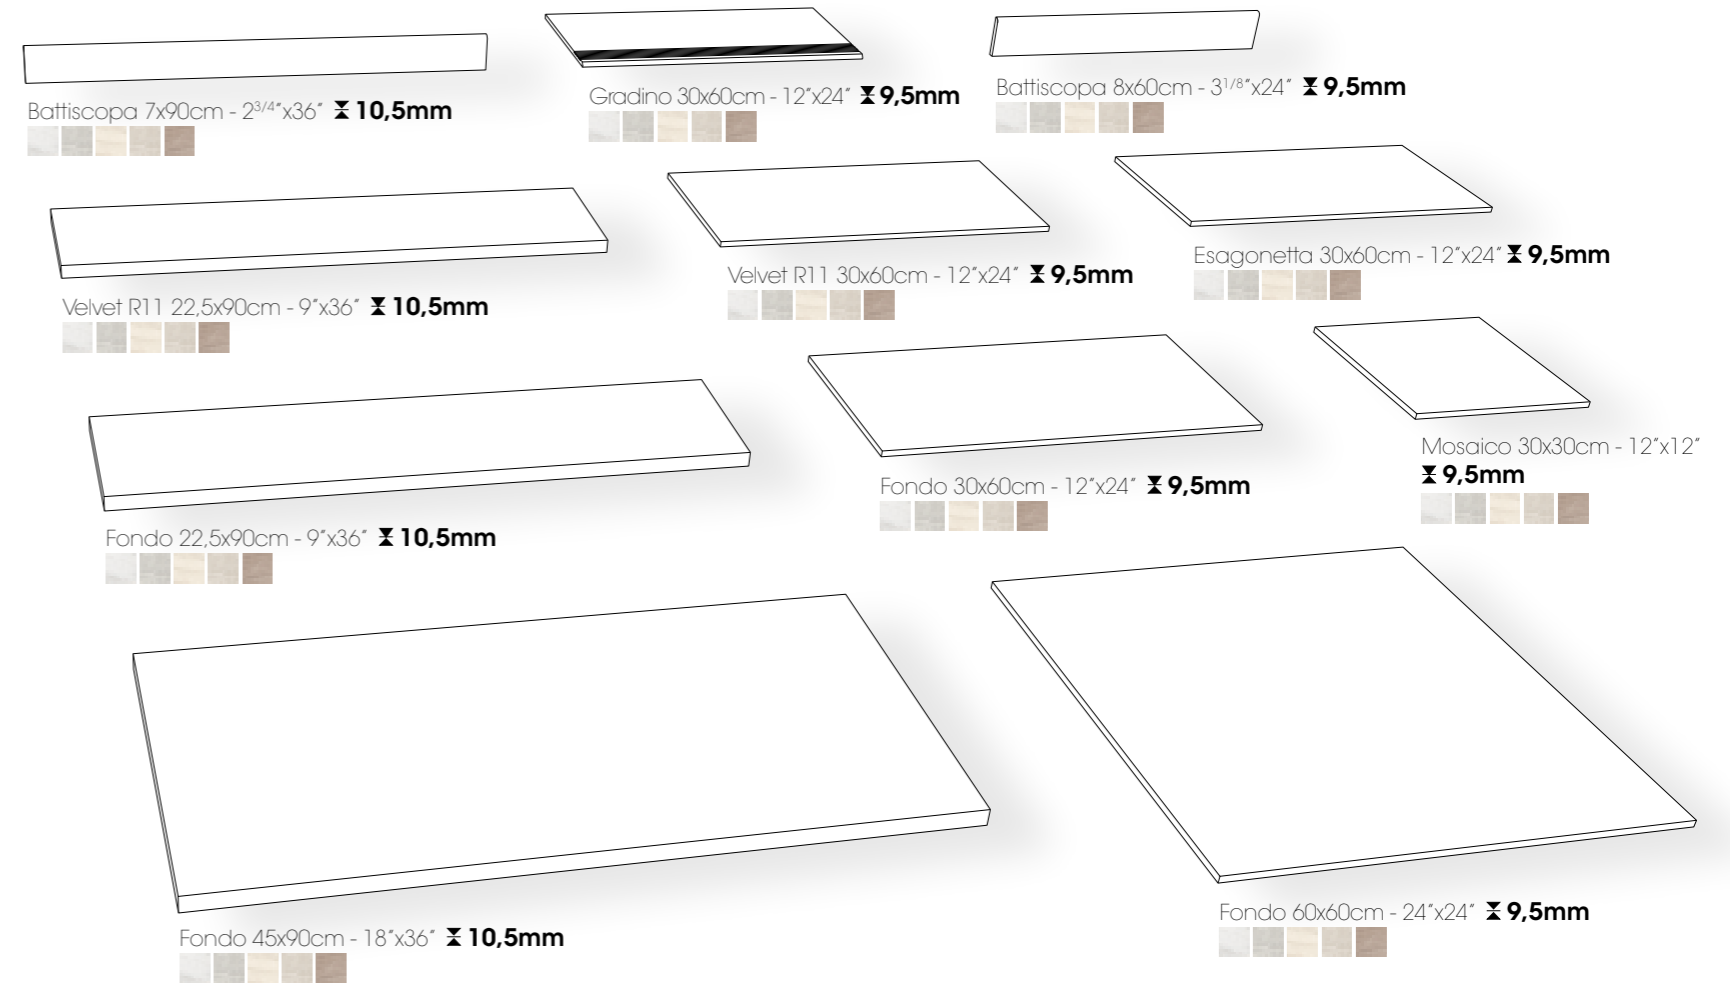 Battiscopa 7x90cm - 23/4"x36" 10,5mm
Gradino 30x60cm - 12"x24" 9,5mm
Battiscopa 8x60cm - 31/8"x24" 9,5mm
Velvet R11 22,5x90cm - 9"x36" 10,5mm
Velvet R11 30x60cm - 12"x24" 9,5mm
Esagonetta 30x60cm - 12"x24" 9,5mm
Fondo 22,5x90cm - 9"x36" 10,5mm
Fondo 30x60cm - 12"x24" 9,5mm
Mosaico 30x30cm - 12"x12"
9,5mm
Fondo 45x90cm - 18"x36" 10,5mm
Fondo 60x60cm - 24"x24" 9,5mm